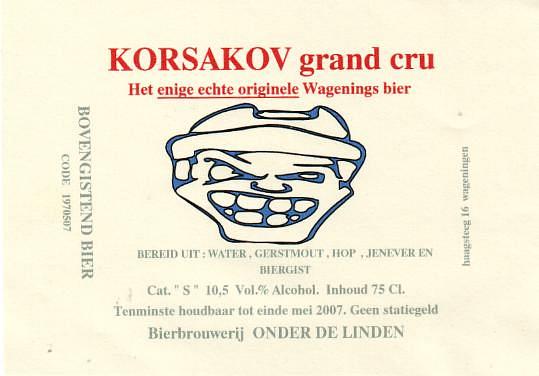 KORSAKOV grand cru
Het enige echte originele Wagenings bier
BOVENGISTEND BIER
CODE 1970507
haagsteeg 16 wageningen
BEREID UIT : WATER , GERSTMOUT , HOP , JENEVER EN
BIERGIST
Cat. " S " 10,5 Vol.% Alcohol. Inhoud 75 Cl.
Tenminste houdbaar tot einde mei 2007. Geen statiegeld
Bierbrouwerij ONDER DE LINDEN